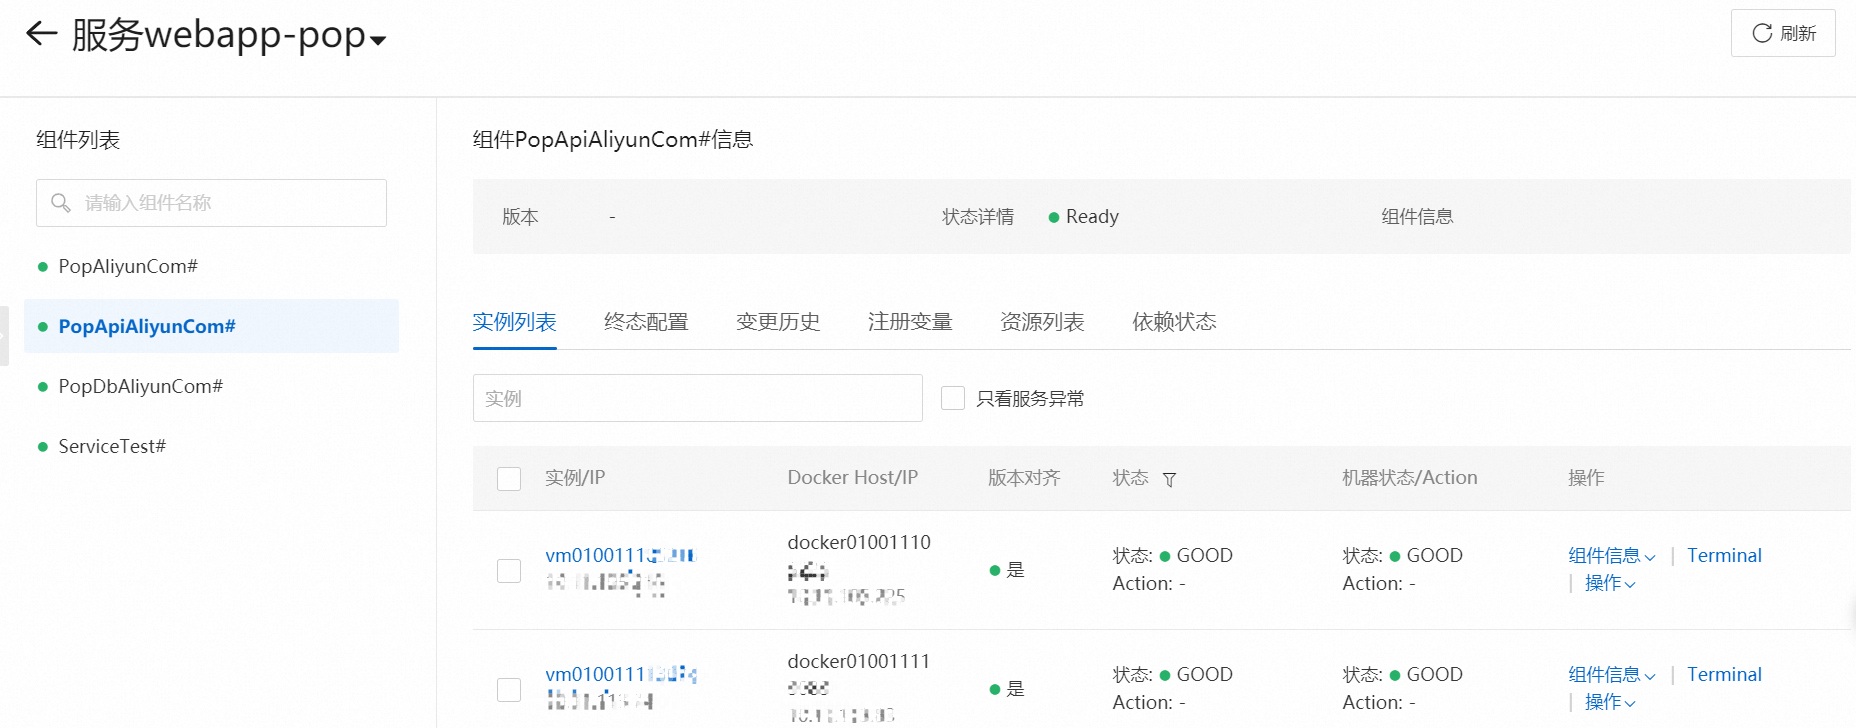 服务webapp-pop
刷新
组件列表
请输入组件名称
PopAliyunCom#
PopApiAliyunCom#
PopDbAliyunCom#
ServiceTest#
组件PopApiAliyunCom#信息
版本 - 状态详情 Ready 组件信息
实例列表 终态配置 变更历史 注册变量 资源列表 依赖状态
实例 只看服务异常
实例/IP Docker Host/IP 版本对齐 状态 机器状态/Action 操作
docker01001110
是 状态: GOOD 状态: GOOD 组件信息 | Terminal
Action: - Action: - | 操作
docker01001111
是 状态: GOOD 状态: GOOD 组件信息 | Terminal
Action: - Action: - | 操作